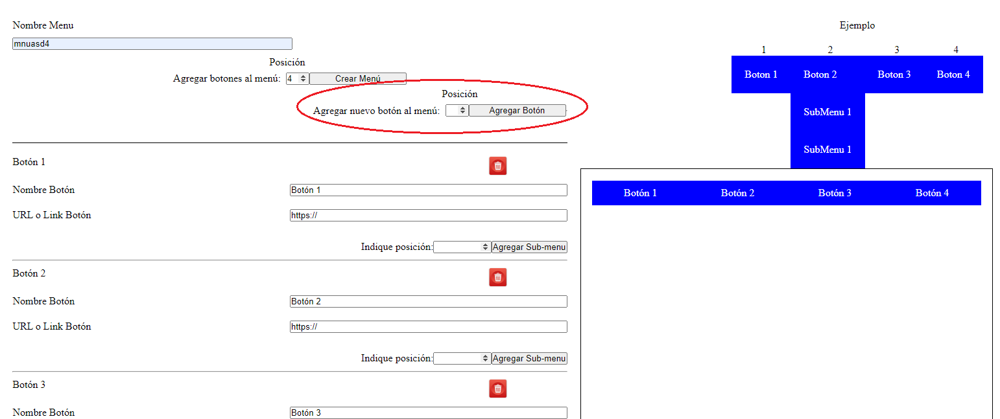 Nombre Menu
mnuasd4
Posición
Agregar botones al menú: 4 Crear Menú
Posición
Agregar nuevo botón al menú: Agregar Botón
Botón 1
Nombre Botón Botón 1
URL o Link Botón https://
Indique posición: Agregar Sub-menu
Botón 2
Nombre Botón Botón 2
URL o Link Botón https://
Indique posición: Agregar Sub-menu
Botón 3
Nombre Botón Botón 3
Ejemplo
1 2 3 4
Boton 1 Boton 2 Boton 3 Boton 4
SubMenu 1
SubMenu 1
Botón 1 Botón 2 Botón 3 Botón 4